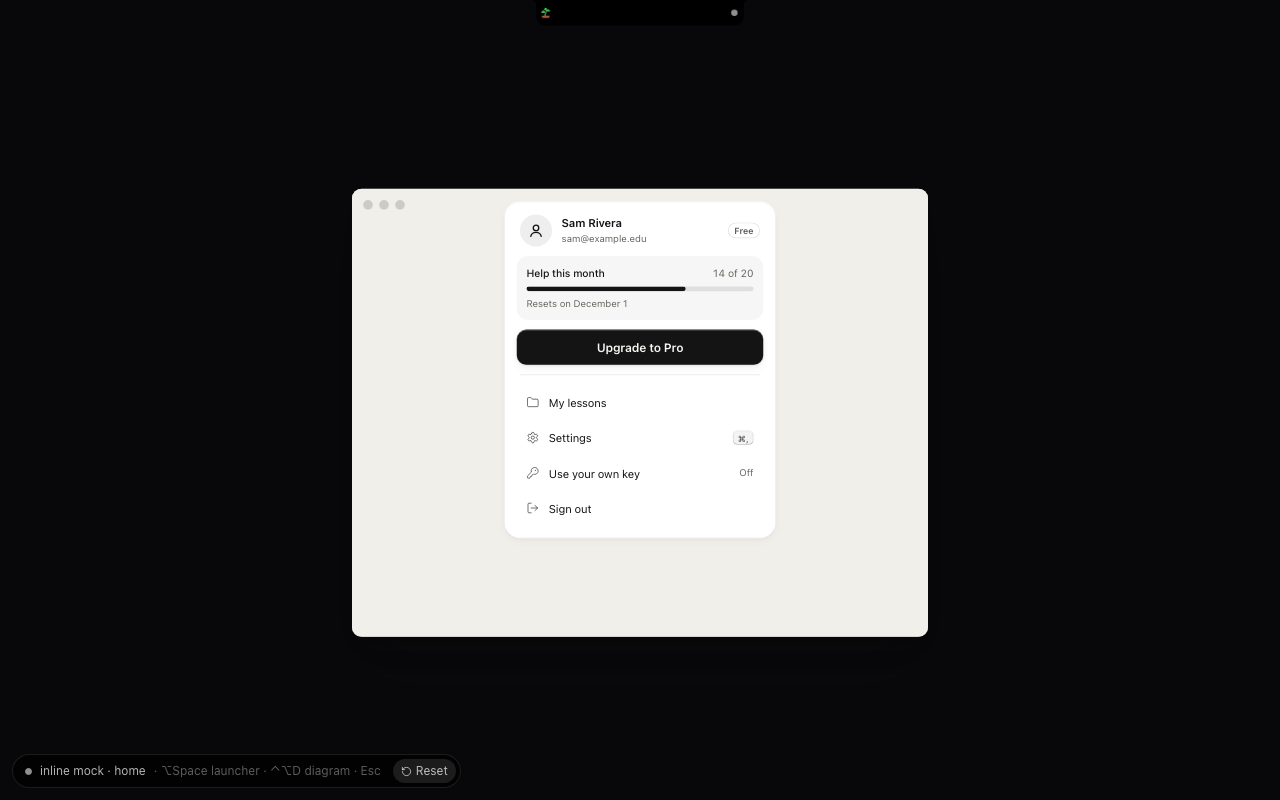 Sam Rivera
sam@example.edu
Free
Help this month
14 of 20
Resets on December 1
Upgrade to Pro
My lessons
Settings
⌘,
Use your own key
Off
Sign out
inline mock · home · ⌥Space launcher · ^⌥D diagram · Esc
Reset